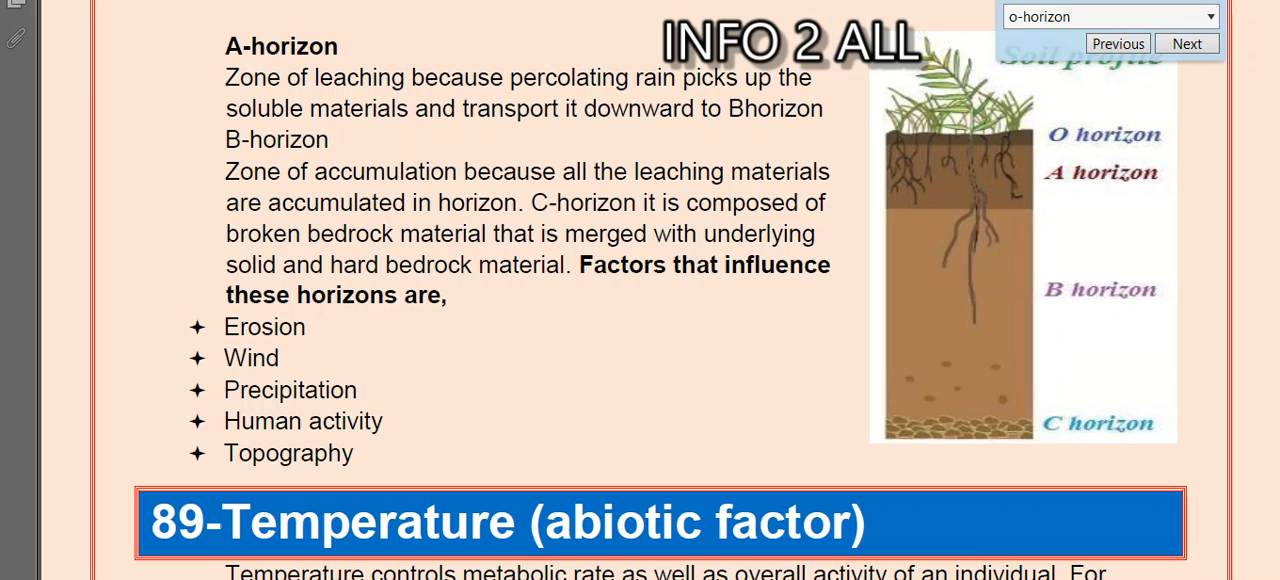 o-horizon
Previous Next
INFO 2 ALL
A-horizon
Zone of leaching because percolating rain picks up the
soluble materials and transport it downward to Bhorizon
B-horizon
Zone of accumulation because all the leaching materials
are accumulated in horizon. C-horizon it is composed of
broken bedrock material that is merged with underlying
solid and hard bedrock material. Factors that influence
these horizons are,
Erosion
Wind
Precipitation
Human activity
Topography
Soil profile
O horizon
A horizon
B horizon
C horizon
89-Temperature (abiotic factor)
Temperature controls metabolic rate as well as overall activity of an individual. For